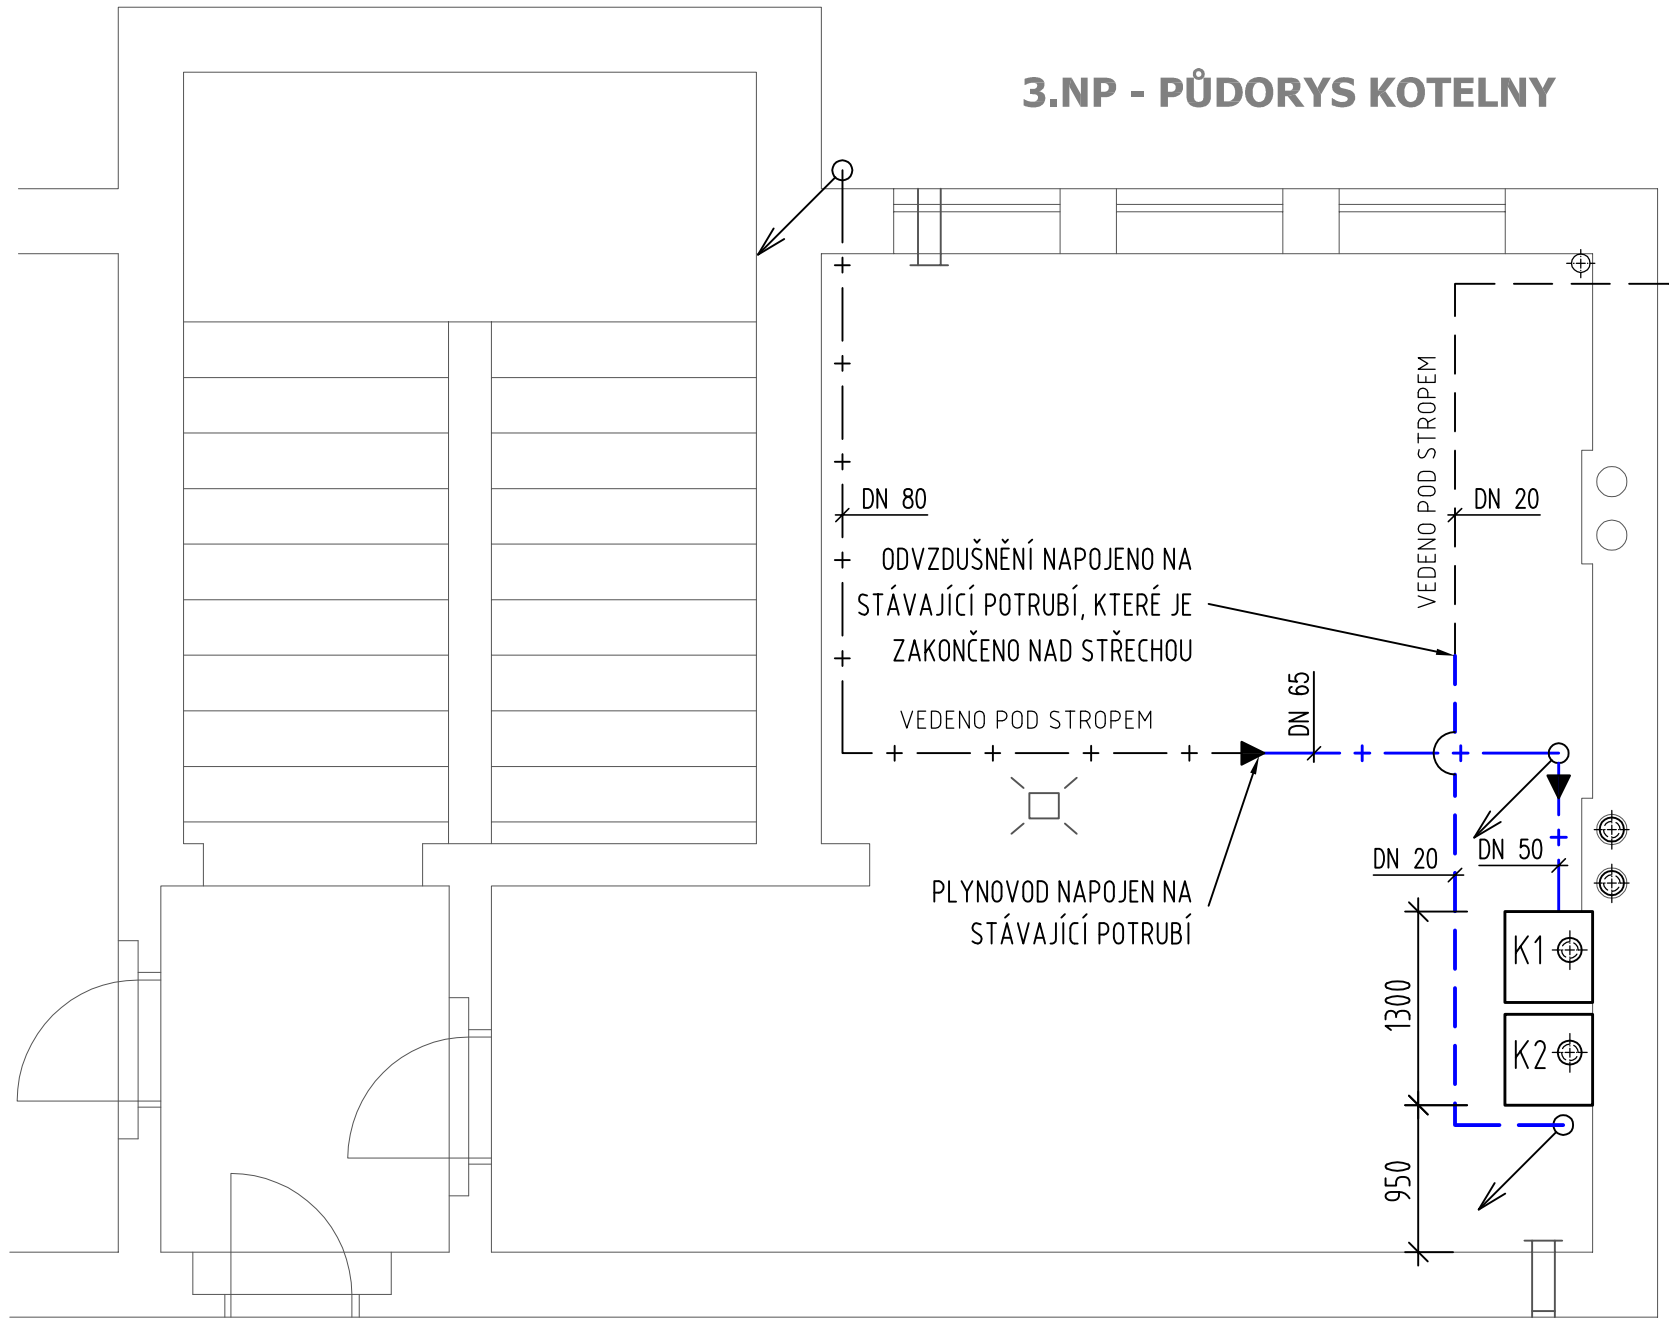 3.NP - PŮDORYS KOTELNY
VEDENO POD STROPEM
DN 80
DN 20
ODVZDUŠNĚNÍ NAPOJENO NA
STÁVAJÍCÍ POTRUBÍ, KTERÉ JE
ZAKONČENO NAD STŘECHOU
DN 65
VEDENO POD STROPEM
DN 20
DN 50
PLYNOVOD NAPOJEN NA
STÁVAJÍCÍ POTRUBÍ
K1
1300
K2
950